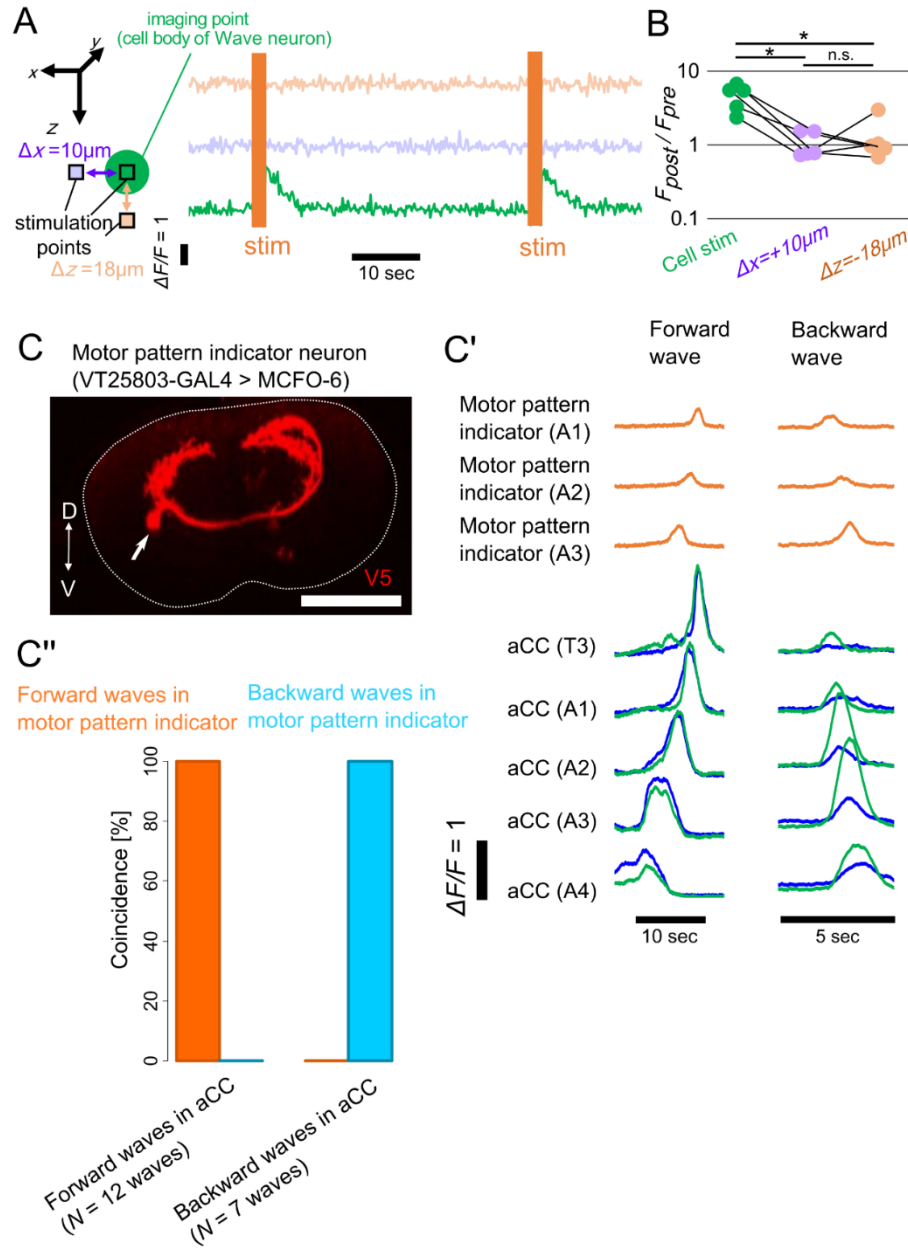 A
imaging point
(cell body of Wave neuron)
y
x
z
Δx=10µm
stimulation
points
Δz=18µm
ΔF/F = 1
stim
stim
10 sec
B
*
*
n.s.
10
1
0.1
Fpost/ Fpre
Cell stim
Δx=+10µm
Δz=-18µm
C
Motor pattern indicator neuron
(VT25803-GAL4 > MCFO-6)
D
V
V5
C'
Forward
wave
Backward
wave
Motor pattern
indicator (A1)
Motor pattern
indicator (A2)
Motor pattern
indicator (A3)
aCC (T3)
aCC (A1)
aCC (A2)
aCC (A3)
aCC (A4)
ΔF/F = 1
10 sec
5 sec
C"
Forward waves in
motor pattern indicator
Backward waves in
motor pattern indicator
Coincidence [%]
100
80
60
40
20
0
Forward waves in aCC
(N = 12 waves)
Backward waves in aCC
(N = 7 waves)